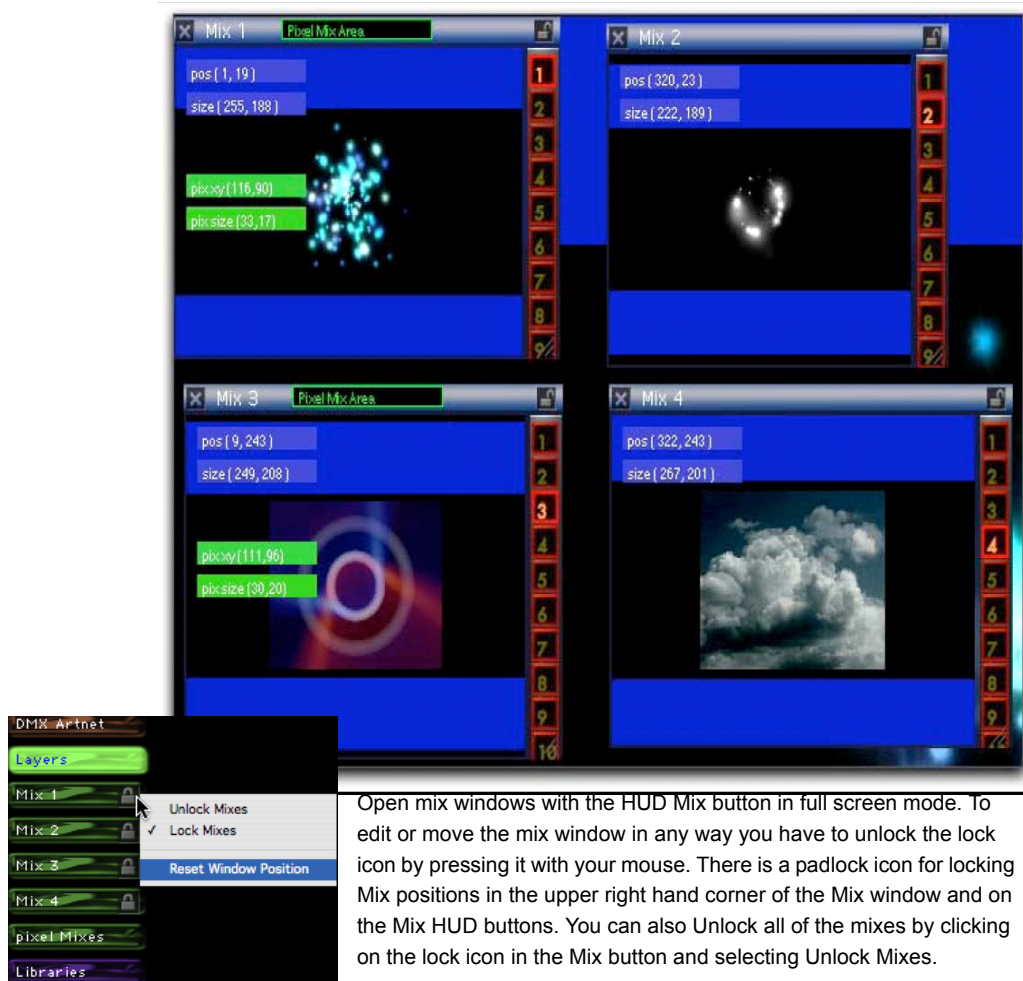 Mix 1 Pixel Mix Area
pos ( 1, 19 )
size ( 255, 188 )
pix xy (116,90)
pix size (33,17)
1
2
3
4
5
6
7
8
9
Mix 2
pos ( 320, 23 )
size ( 222, 189 )
1
2
3
4
5
6
7
8
9
Mix 3 Pixel Mix Area
pos ( 9, 243 )
size ( 249, 208 )
pix xy (111,96)
pix size (30,20)
1
2
3
4
5
6
7
8
9
10
Mix 4
pos ( 322, 243 )
size ( 267, 201 )
1
2
3
4
5
6
7
8
9
DMX Artnet
Layers
Mix 1
Mix 2
Mix 3
Mix 4
pixel Mixes
Libraries
Unlock Mixes
✓ Lock Mixes
Reset Window Position
Open mix windows with the HUD Mix button in full screen mode. To
edit or move the mix window in any way you have to unlock the lock
icon by pressing it with your mouse. There is a padlock icon for locking
Mix positions in the upper right hand corner of the Mix window and on
the Mix HUD buttons. You can also Unlock all of the mixes by clicking
on the lock icon in the Mix button and selecting Unlock Mixes.